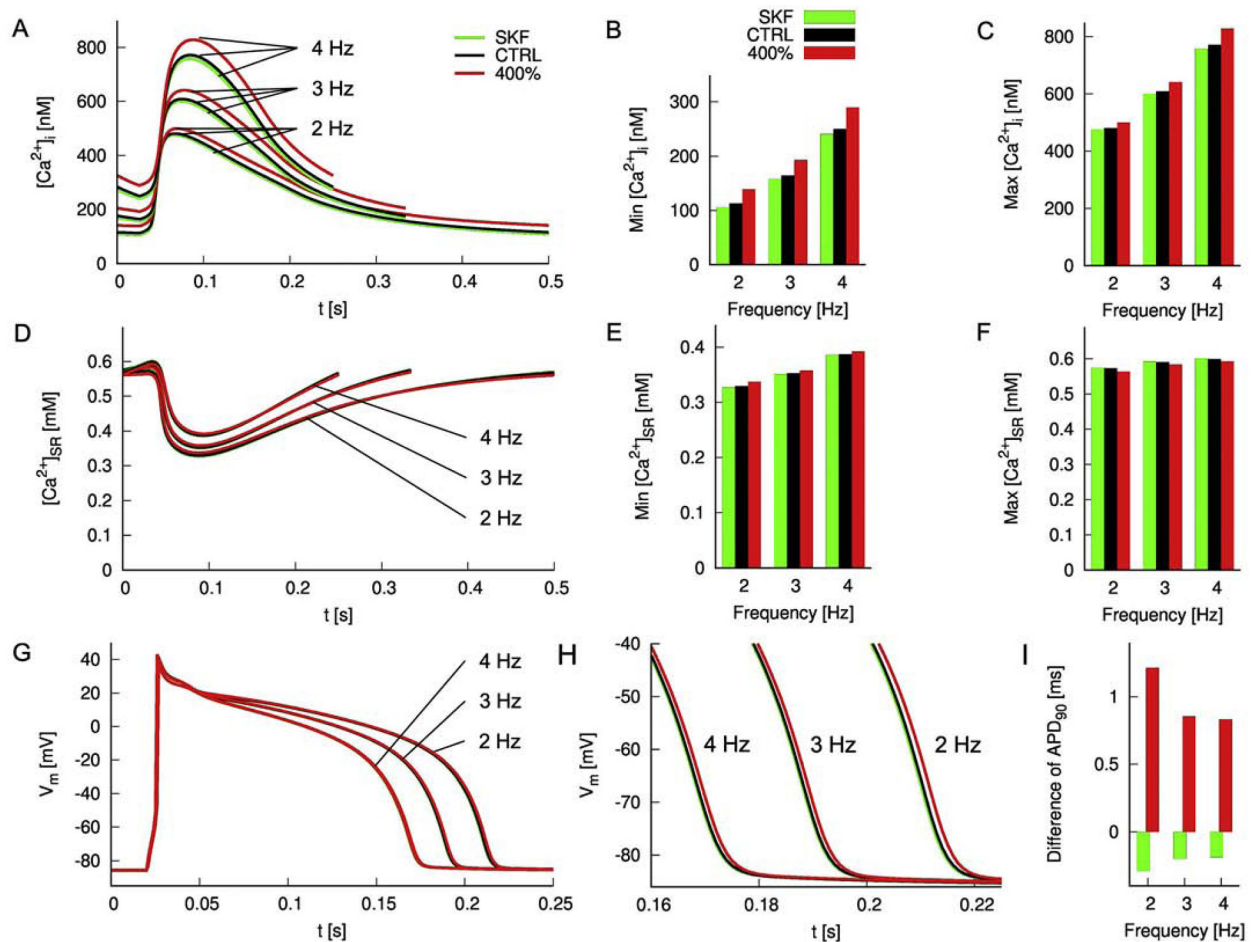 A
[Ca2+]i [nM]
800
600
400
200
0
0
0.1
0.2
0.3
0.4
0.5
t [s]
4 Hz
3 Hz
2 Hz
SKF
CTRL
400%
B
SKF
CTRL
400%
Min [Ca2+]i [nM]
300
200
100
0
2
3
4
Frequency [Hz]
C
Max [Ca2+]i [nM]
800
600
400
200
0
2
3
4
Frequency [Hz]
D
[Ca2+]SR [mM]
0.6
0.5
0.4
0.3
0.2
0.1
0
0
0.1
0.2
0.3
0.4
0.5
t [s]
4 Hz
3 Hz
2 Hz
E
Min [Ca2+]SR [mM]
0.4
0.3
0.2
0.1
0
2
3
4
Frequency [Hz]
F
Max [Ca2+]SR [mM]
0.6
0.5
0.4
0.3
0.2
0.1
0
2
3
4
Frequency [Hz]
G
Vm [mV]
40
20
0
-20
-40
-60
-80
0
0.05
0.1
0.15
0.2
0.25
t [s]
4 Hz
3 Hz
2 Hz
H
Vm [mV]
-40
-50
-60
-70
-80
0.16
0.18
0.2
0.22
t [s]
4 Hz
3 Hz
2 Hz
I
Difference of APD90 [ms]
1
0.5
0
2
3
4
Frequency [Hz]